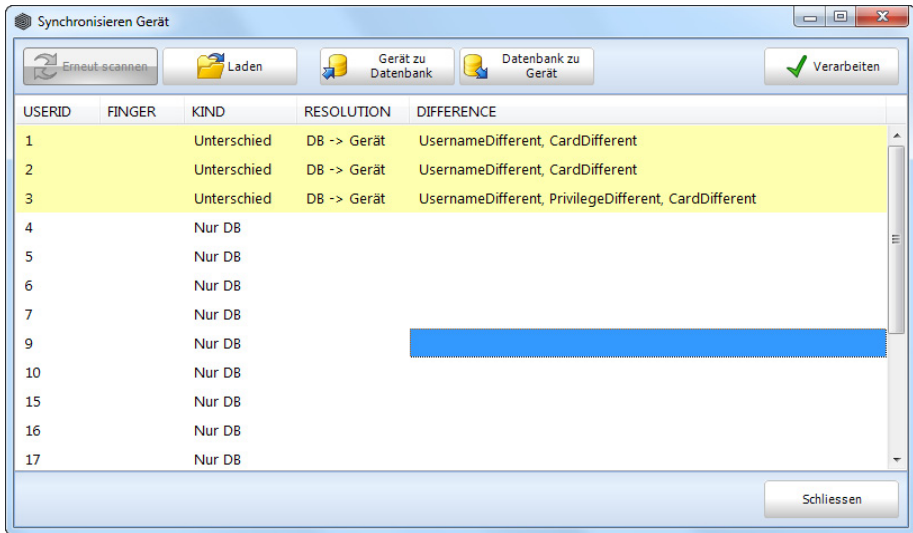 Synchronisieren Gerät
Erneut scannen Laden Gerät zu Datenbank Datenbank zu Gerät Verarbeiten
USERID FINGER KIND RESOLUTION DIFFERENCE
1 Unterschied DB -> Gerät UsernameDifferent, CardDifferent
2 Unterschied DB -> Gerät UsernameDifferent, CardDifferent
3 Unterschied DB -> Gerät UsernameDifferent, PrivilegeDifferent, CardDifferent
4 Nur DB
5 Nur DB
6 Nur DB
7 Nur DB
9 Nur DB
10 Nur DB
15 Nur DB
16 Nur DB
17 Nur DB
Schliessen